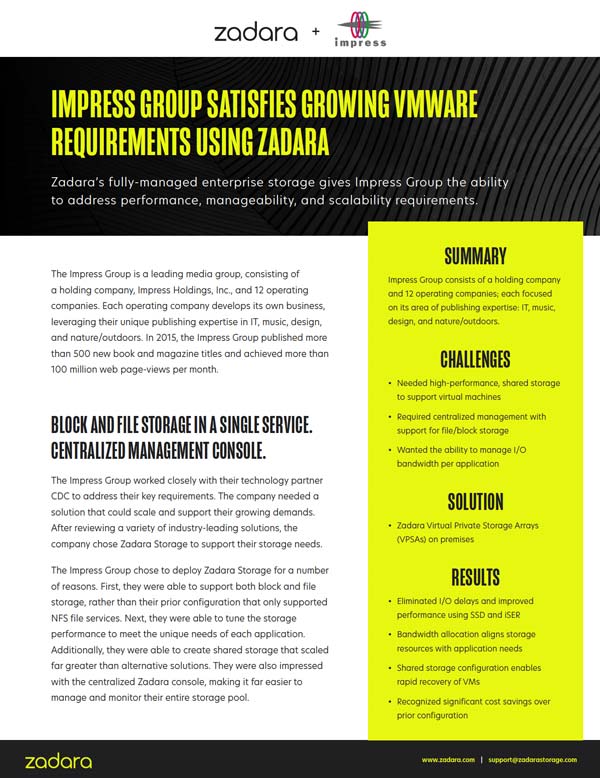 zadara + impress
IMPRESS GROUP SATISFIES GROWING VMWARE
REQUIREMENTS USING ZADARA
Zadara's fully-managed enterprise storage gives Impress Group the ability
to address performance, manageability, and scalability requirements.
The Impress Group is a leading media group, consisting of
a holding company, Impress Holdings, Inc., and 12 operating
companies. Each operating company develops its own business,
leveraging their unique publishing expertise in IT, music, design,
and nature/outdoors. In 2015, the Impress Group published more
than 500 new book and magazine titles and achieved more than
100 million web page-views per month.
BLOCK AND FILE STORAGE IN A SINGLE SERVICE.
CENTRALIZED MANAGEMENT CONSOLE.
The Impress Group worked closely with their technology partner
CDC to address their key requirements. The company needed a
solution that could scale and support their growing demands.
After reviewing a variety of industry-leading solutions, the
company chose Zadara Storage to support their storage needs.
The Impress Group chose to deploy Zadara Storage for a number
of reasons. First, they were able to support both block and file
storage, rather than their prior configuration that only supported
NFS file services. Next, they were able to tune the storage
performance to meet the unique needs of each application.
Additionally, they were able to create shared storage that scaled
far greater than alternative solutions. They were also impressed
with the centralized Zadara console, making it far easier to
manage and monitor their entire storage pool.
SUMMARY
Impress Group consists of a holding company
and 12 operating companies; each focused
on its area of publishing expertise: IT, music,
design, and nature/outdoors.
CHALLENGES
• Needed high-performance, shared storage
to support virtual machines
• Required centralized management with
support for file/block storage
• Wanted the ability to manage I/O
bandwidth per application
SOLUTION
• Zadara Virtual Private Storage Arrays
(VPSAs) on premises
RESULTS
• Eliminated I/O delays and improved
performance using SSD and iSER
• Bandwidth allocation aligns storage
resources with application needs
• Shared storage configuration enables
rapid recovery of VMs
• Recognized significant cost savings over
prior configuration
zadara
www.zadara.com | support@zadarastorage.com